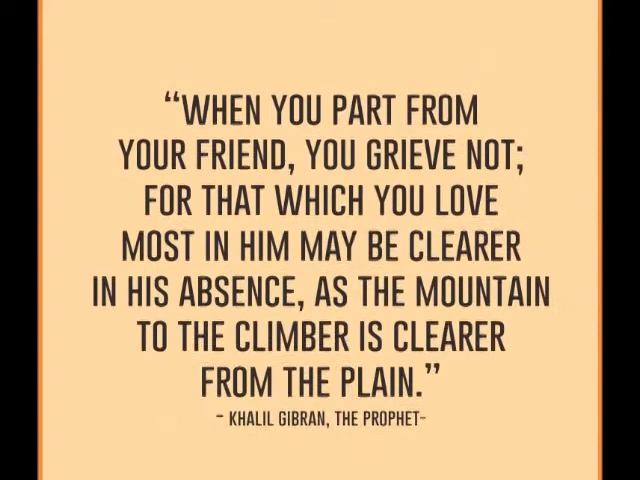 “WHEN YOU PART FROM
YOUR FRIEND, YOU GRIEVE NOT;
FOR THAT WHICH YOU LOVE
MOST IN HIM MAY BE CLEARER
IN HIS ABSENCE, AS THE MOUNTAIN
TO THE CLIMBER IS CLEARER
FROM THE PLAIN.”
- KHALIL GIBRAN, THE PROPHET-